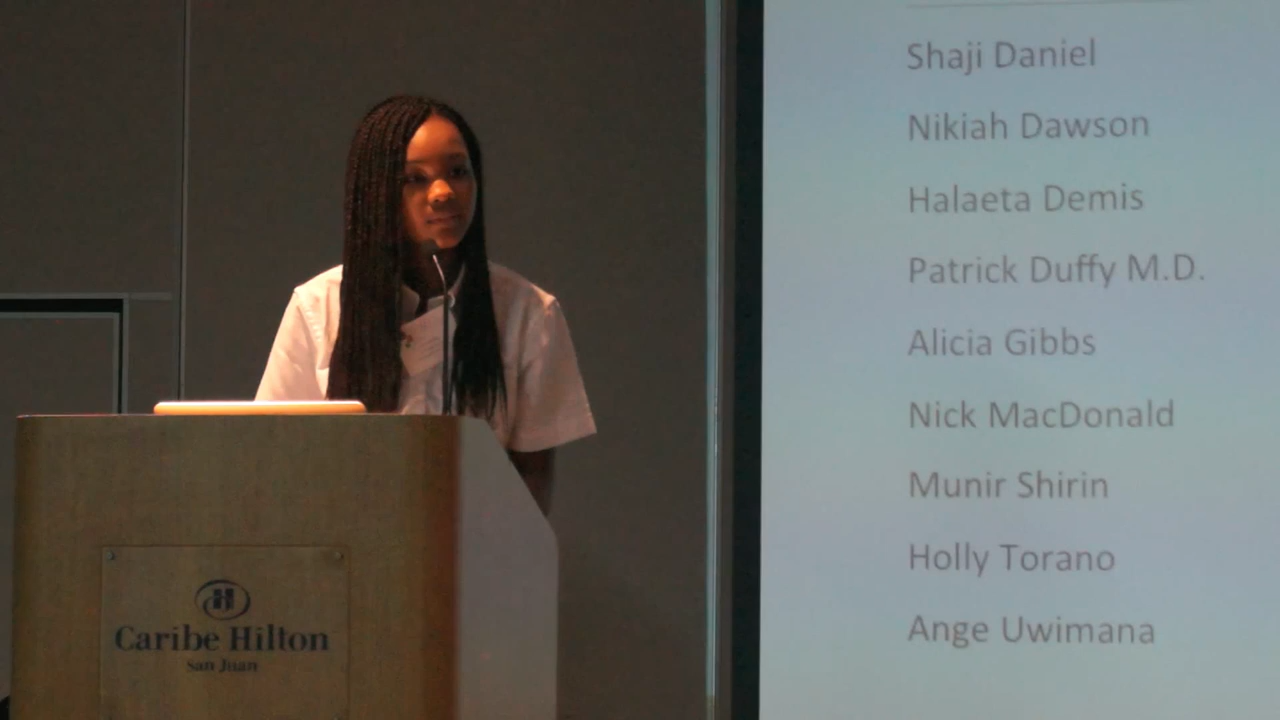 Shaji Daniel
Nikiah Dawson
Halaeta Demis
Patrick Duffy M.D.
Alicia Gibbs
Nick MacDonald
Munir Shirin
Holly Torano
Ange Uwimana
H
Caribe Hilton
San Juan